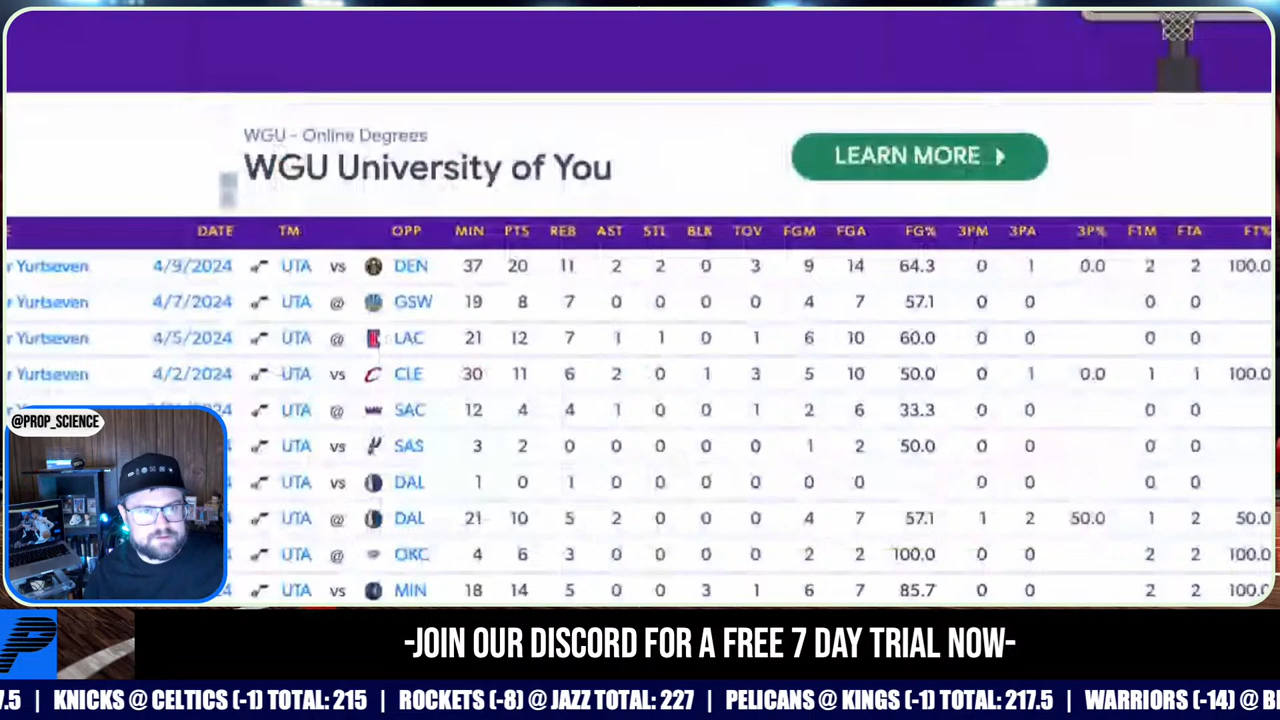 WGU - Online Degrees
WGU University of You
LEARN MORE
DATE TM OPP MIN PTS REB AST STL BLK TOV FGM FGA FG% 3PM 3PA 3P% FTM FTA FT%
r Yurtseven 4/9/2024 UTA vs DEN 37 20 11 2 2 0 3 9 14 64.3 0 1 0.0 2 2 100.0
r Yurtseven 4/7/2024 UTA @ GSW 19 8 7 0 0 0 0 4 7 57.1 0 0 0 0
r Yurtseven 4/5/2024 UTA @ LAC 21 12 7 1 1 0 1 6 10 60.0 0 0 0 0
r Yurtseven 4/2/2024 UTA vs CLE 30 11 6 2 0 1 3 5 10 50.0 0 1 0.0 1 1 100.0
UTA @ SAC 12 4 4 1 0 0 1 2 6 33.3 0 0 0 0
UTA vs SAS 3 2 0 0 0 0 0 1 2 50.0 0 0 0 0
UTA vs DAL 1 0 1 0 0 0 0 0 0 0 0 0 0
UTA @ DAL 21 10 5 2 0 0 0 4 7 57.1 1 2 50.0 1 2 50.0
UTA @ OKC 4 6 3 0 0 0 0 2 2 100.0 0 0 2 2 100.0
UTA vs MIN 18 14 5 0 0 3 1 6 7 85.7 0 0 2 2 100.0
@PROP_SCIENCE
-JOIN OUR DISCORD FOR A FREE 7 DAY TRIAL NOW-
7.5 | KNICKS @ CELTICS (-1) TOTAL: 215 | ROCKETS (-8) @ JAZZ TOTAL: 227 | PELICANS @ KINGS (-1) TOTAL: 217.5 | WARRIORS (-14) @